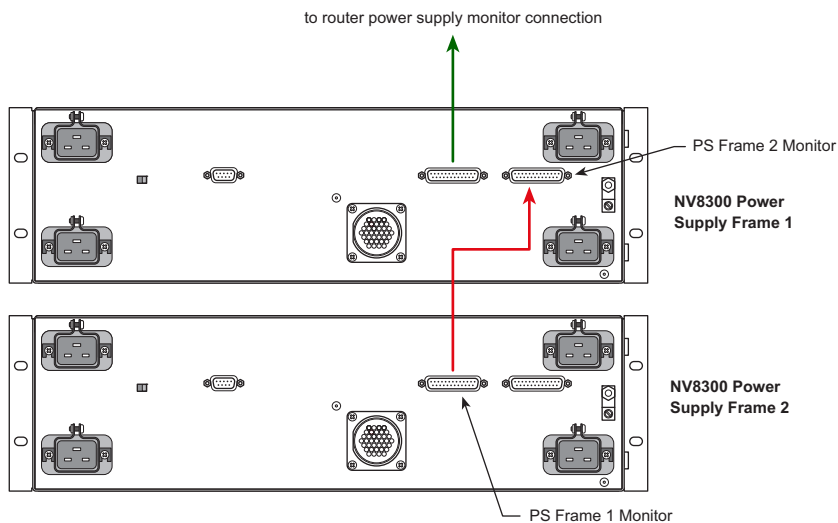 to router power supply monitor connection
PS Frame 2 Monitor
NV8300 Power
Supply Frame 1
NV8300 Power
Supply Frame 2
PS Frame 1 Monitor